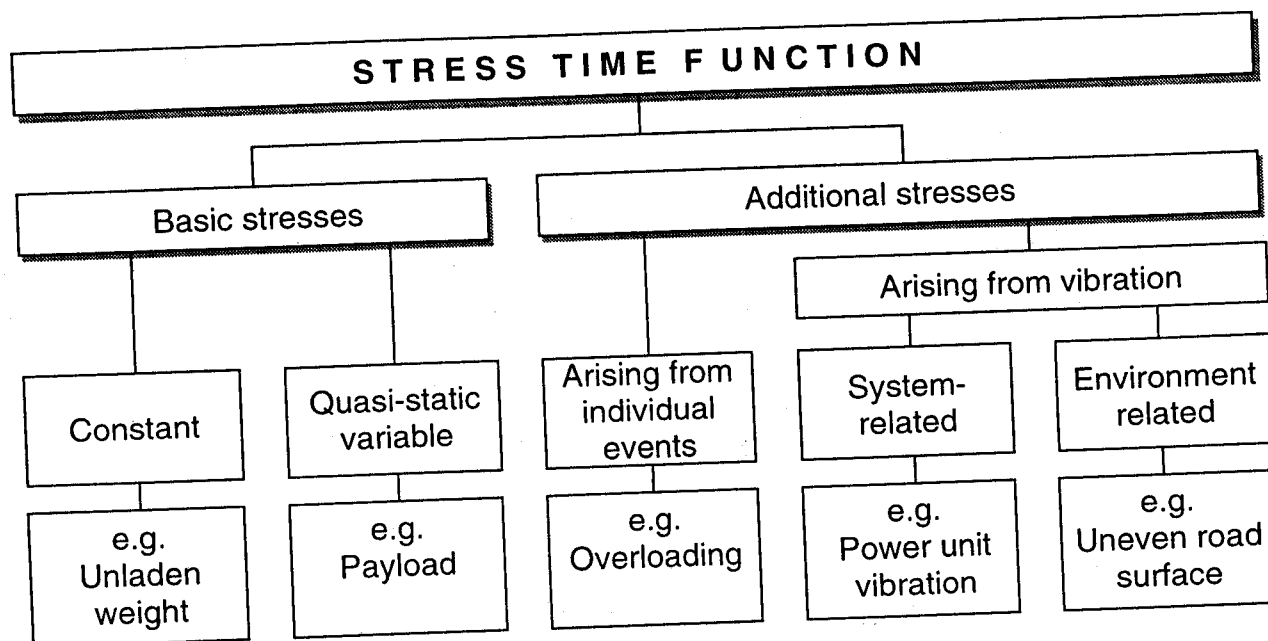 STRESS TIME FUNCTION
Basic stresses
Additional stresses
Arising from vibration
Constant
Quasi-static
variable
Arising from
individual
events
System-
related
Environment
related
e.g.
Unladen
weight
e.g.
Payload
e.g.
Overloading
e.g.
Power unit
vibration
e.g.
Uneven road
surface